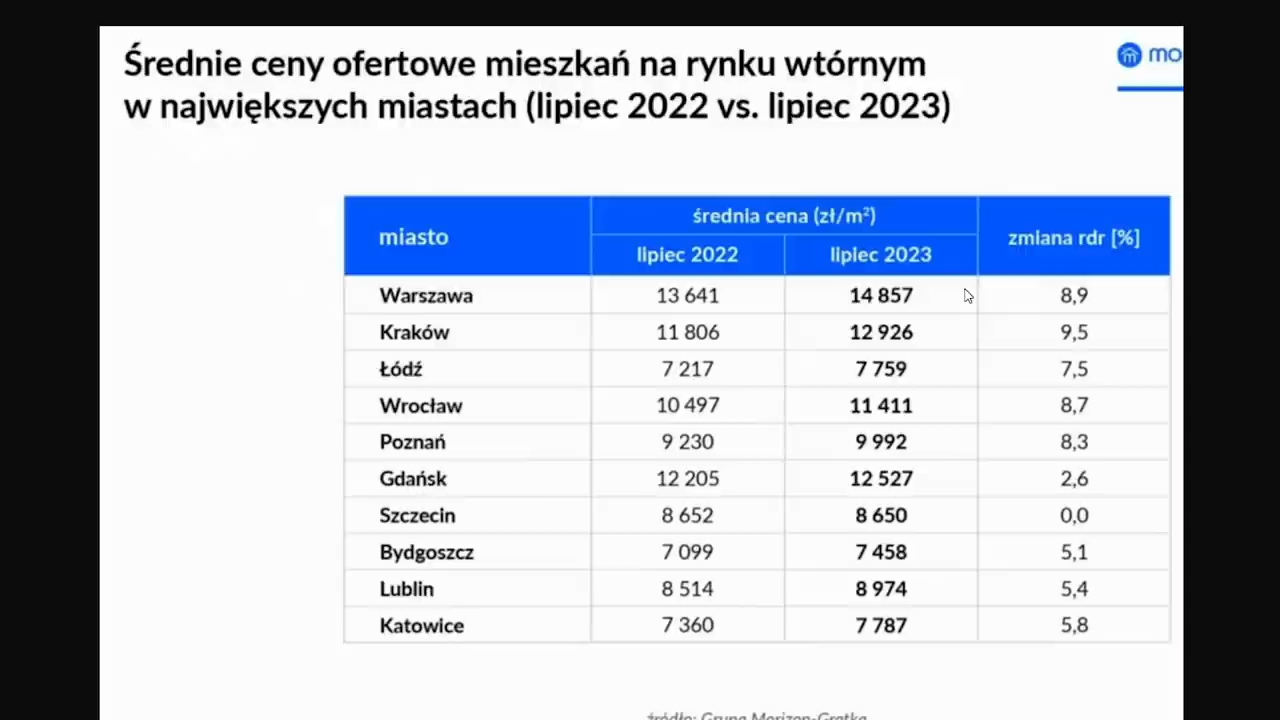 Średnie ceny ofertowe mieszkań na rynku wtórnym
w największych miastach (lipiec 2022 vs. lipiec 2023)
mo
miasto średnia cena (zł/m²) zmiana rdr [%]
lipiec 2022 lipiec 2023
Warszawa 13 641 14 857 8,9
Kraków 11 806 12 926 9,5
Łódź 7 217 7 759 7,5
Wrocław 10 497 11 411 8,7
Poznań 9 230 9 992 8,3
Gdańsk 12 205 12 527 2,6
Szczecin 8 652 8 650 0,0
Bydgoszcz 7 099 7 458 5,1
Lublin 8 514 8 974 5,4
Katowice 7 360 7 787 5,8
źródło: Grupa Morizon-Gratka